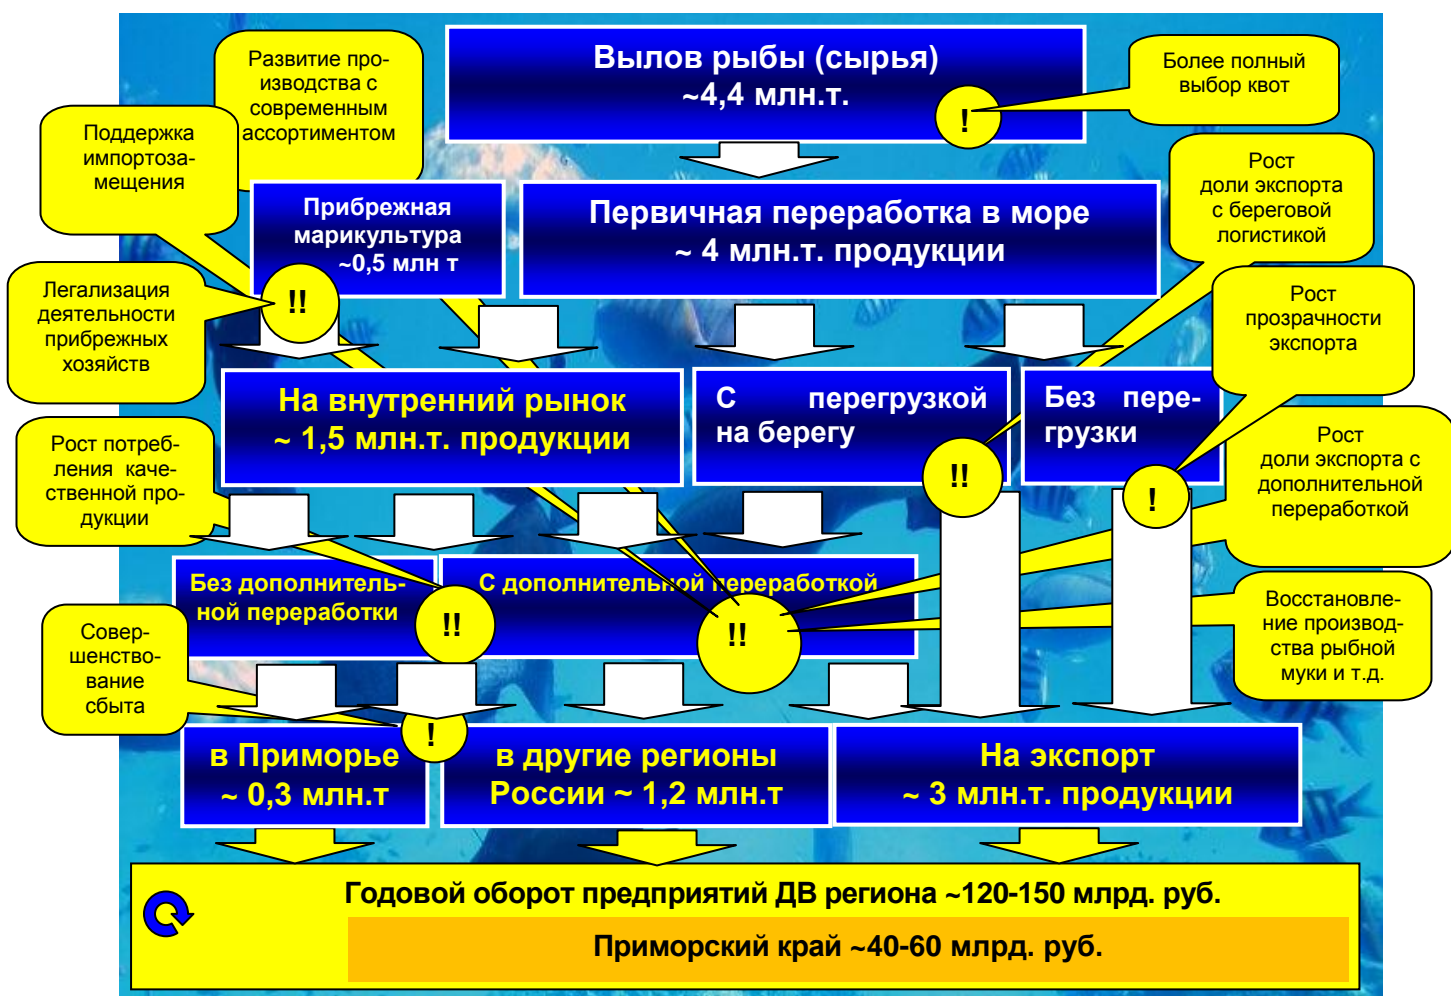 Вылов рыбы (сырья)
~4,4 млн.т.
!
Более полный
выбор квот
Развитие про-
изводства с
современным
ассортиментом
Поддержка
импортоза-
мещения
Рост
доли экспорта
с береговой
логистикой
Прибрежная
марикультура
~0,5 млн т
!!
Первичная переработка в море
~ 4 млн.т. продукции
Легализация
деятельности
прибрежных
хозяйств
Рост
прозрачности
экспорта
На внутренний рынок
~ 1,5 млн.т. продукции
С перегрузкой
на берегу
!!
Без пере-
грузки
!
Рост потреб-
ления каче-
ственной про-
дукции
Рост
доли экспорта с
дополнительной
переработкой
Без дополнитель-
ной переработки
!!
С дополнительной переработкой
!!
Совер-
шенство-
вание
сбыта
Восстановле-
ние производ-
ства рыбной
муки и т.д.
!
в Приморье
~ 0,3 млн.т
в другие регионы
России ~ 1,2 млн.т
На экспорт
~ 3 млн.т. продукции
Годовой оборот предприятий ДВ региона ~120-150 млрд. руб.
Приморский край ~40-60 млрд. руб.